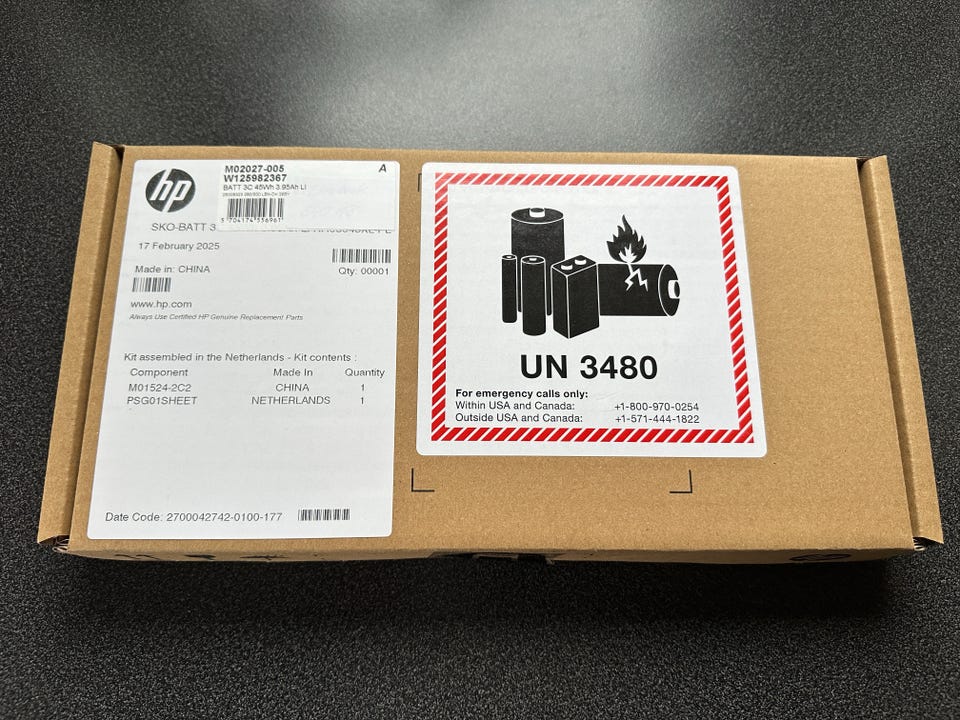 hp
M02027-005
A
W125982367
BATT 3C 45Wh 3.95Ah LI
5 704174 556961
SKO-BATT 3
17 February 2025
Made in: CHINA
Qty: 00001
www.hp.com
Always Use Certified HP Genuine Replacement Parts
Kit assembled in the Netherlands - Kit contents :
Component Made In Quantity
M01524-2C2 CHINA 1
PSG01SHEET NETHERLANDS 1
Date Code: 2700042742-0100-177
UN 3480
For emergency calls only:
Within USA and Canada: +1-800-970-0254
Outside USA and Canada: +1-571-444-1822